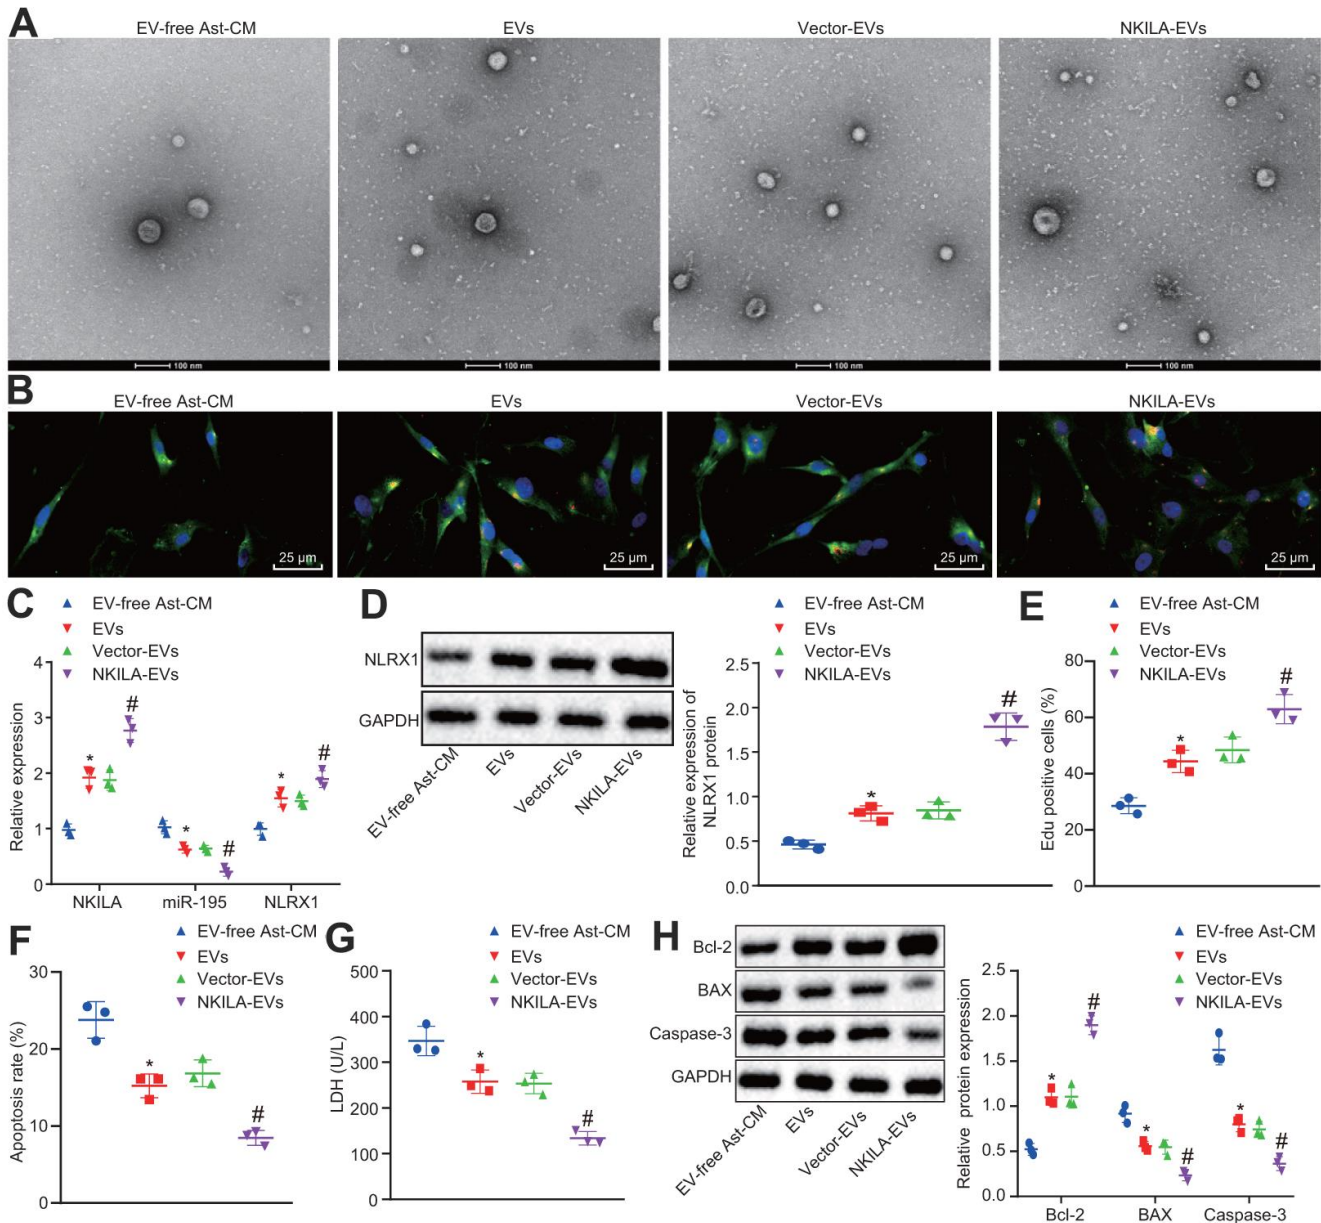 A
EV-free Ast-CM
EVs
Vector-EVs
NKILA-EVs
100 nm
100 nm
100 nm
100 nm
B
EV-free Ast-CM
EVs
Vector-EVs
NKILA-EVs
25 µm
25 µm
25 µm
25 µm
C
EV-free Ast-CM
EVs
Vector-EVs
NKILA-EVs
Relative expression
4
3
2
1
0
*
#
*
#
*
#
NKILA
miR-195
NLRX1
D
NLRX1
GAPDH
EV-free Ast-CM
EVs
Vector-EVs
NKILA-EVs
EV-free Ast-CM
EVs
Vector-EVs
NKILA-EVs
Relative expression of
NLRX1 protein
2.5
2.0
1.5
1.0
0.5
0.0
*
#
E
EV-free Ast-CM
EVs
Vector-EVs
NKILA-EVs
Edu positive cells (%)
80
60
40
20
0
*
#
F
EV-free Ast-CM
EVs
Vector-EVs
NKILA-EVs
Apoptosis rate (%)
30
20
10
0
*
#
G
EV-free Ast-CM
EVs
Vector-EVs
NKILA-EVs
LDH (U/L)
500
400
300
200
100
0
*
#
H
Bcl-2
BAX
Caspase-3
GAPDH
EV-free Ast-CM
EVs
Vector-EVs
NKILA-EVs
EV-free Ast-CM
EVs
Vector-EVs
NKILA-EVs
Relative protein expression
2.5
2.0
1.5
1.0
0.5
0.0
*
#
*
#
*
#
Bcl-2
BAX
Caspase-3